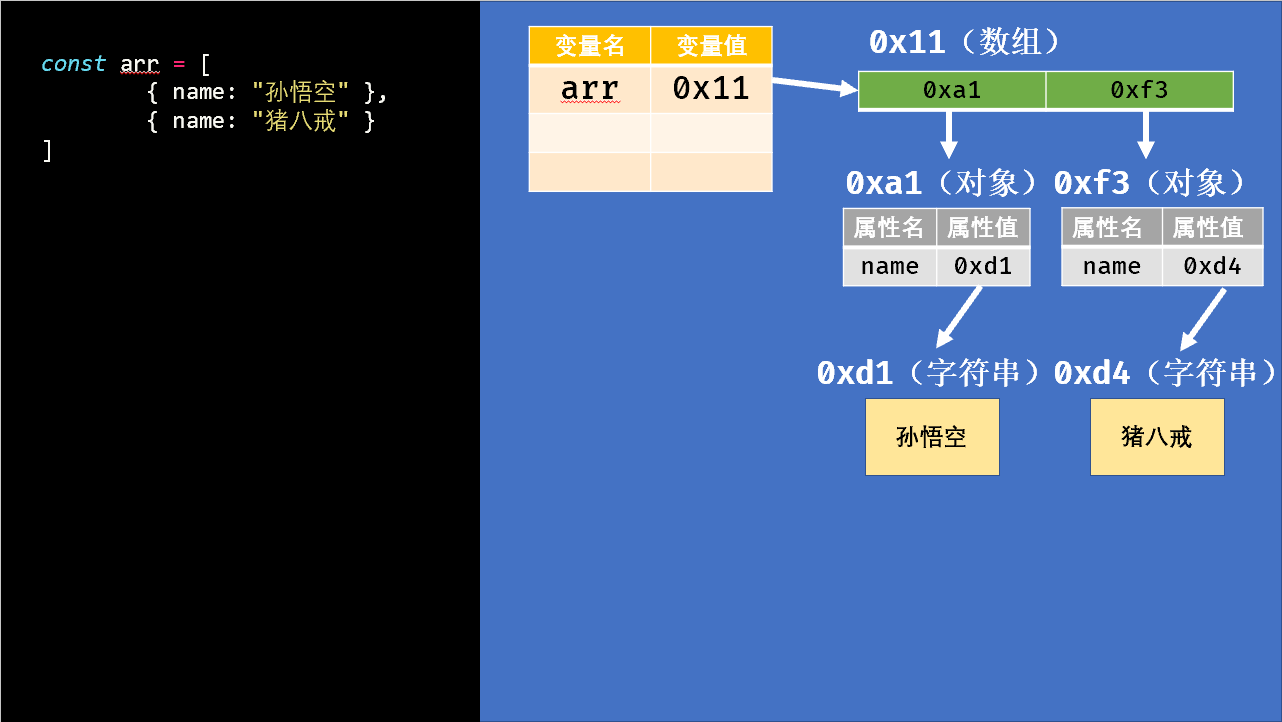 const arr = [
{ name: "孙悟空" },
{ name: "猪八戒" }
]
变量名 变量值
arr 0x11
0x11（数组）
0xa1 0xf3
0xa1（对象） 0xf3（对象）
属性名 属性值 属性名 属性值
name 0xd1 name 0xd4
0xd1（字符串） 0xd4（字符串）
孙悟空 猪八戒